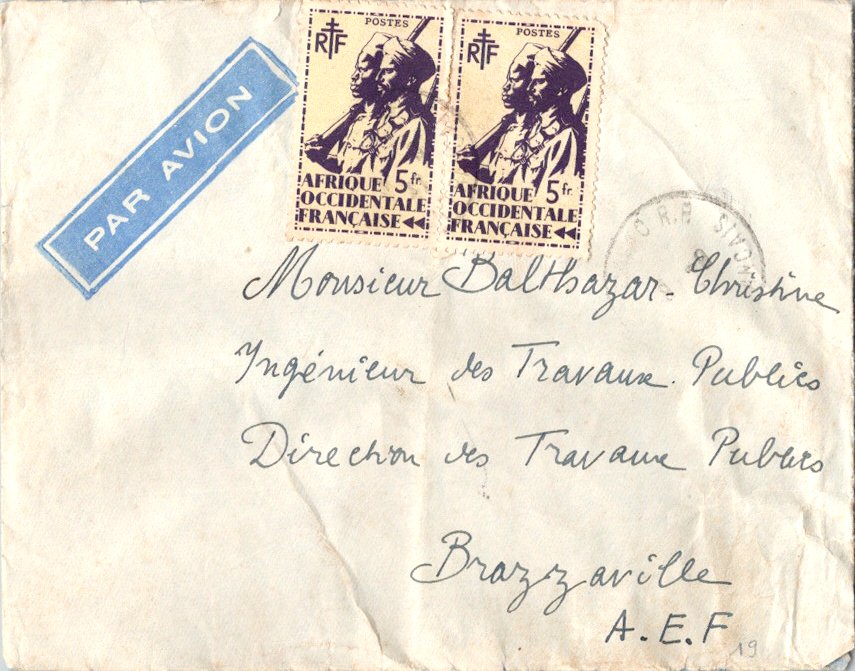 PAR AVION
POSTES
RF
AFRIQUE 5fr.
OCCIDENTALE
FRANÇAISE
POSTES
RF
AFRIQUE 5fr.
OCCIDENTALE
FRANÇAISE
Monsieur Balthazar-Christine
Ingénieur des Travaux Publics
Direction des Travaux Publics
Brazzaville
A.E.F
19